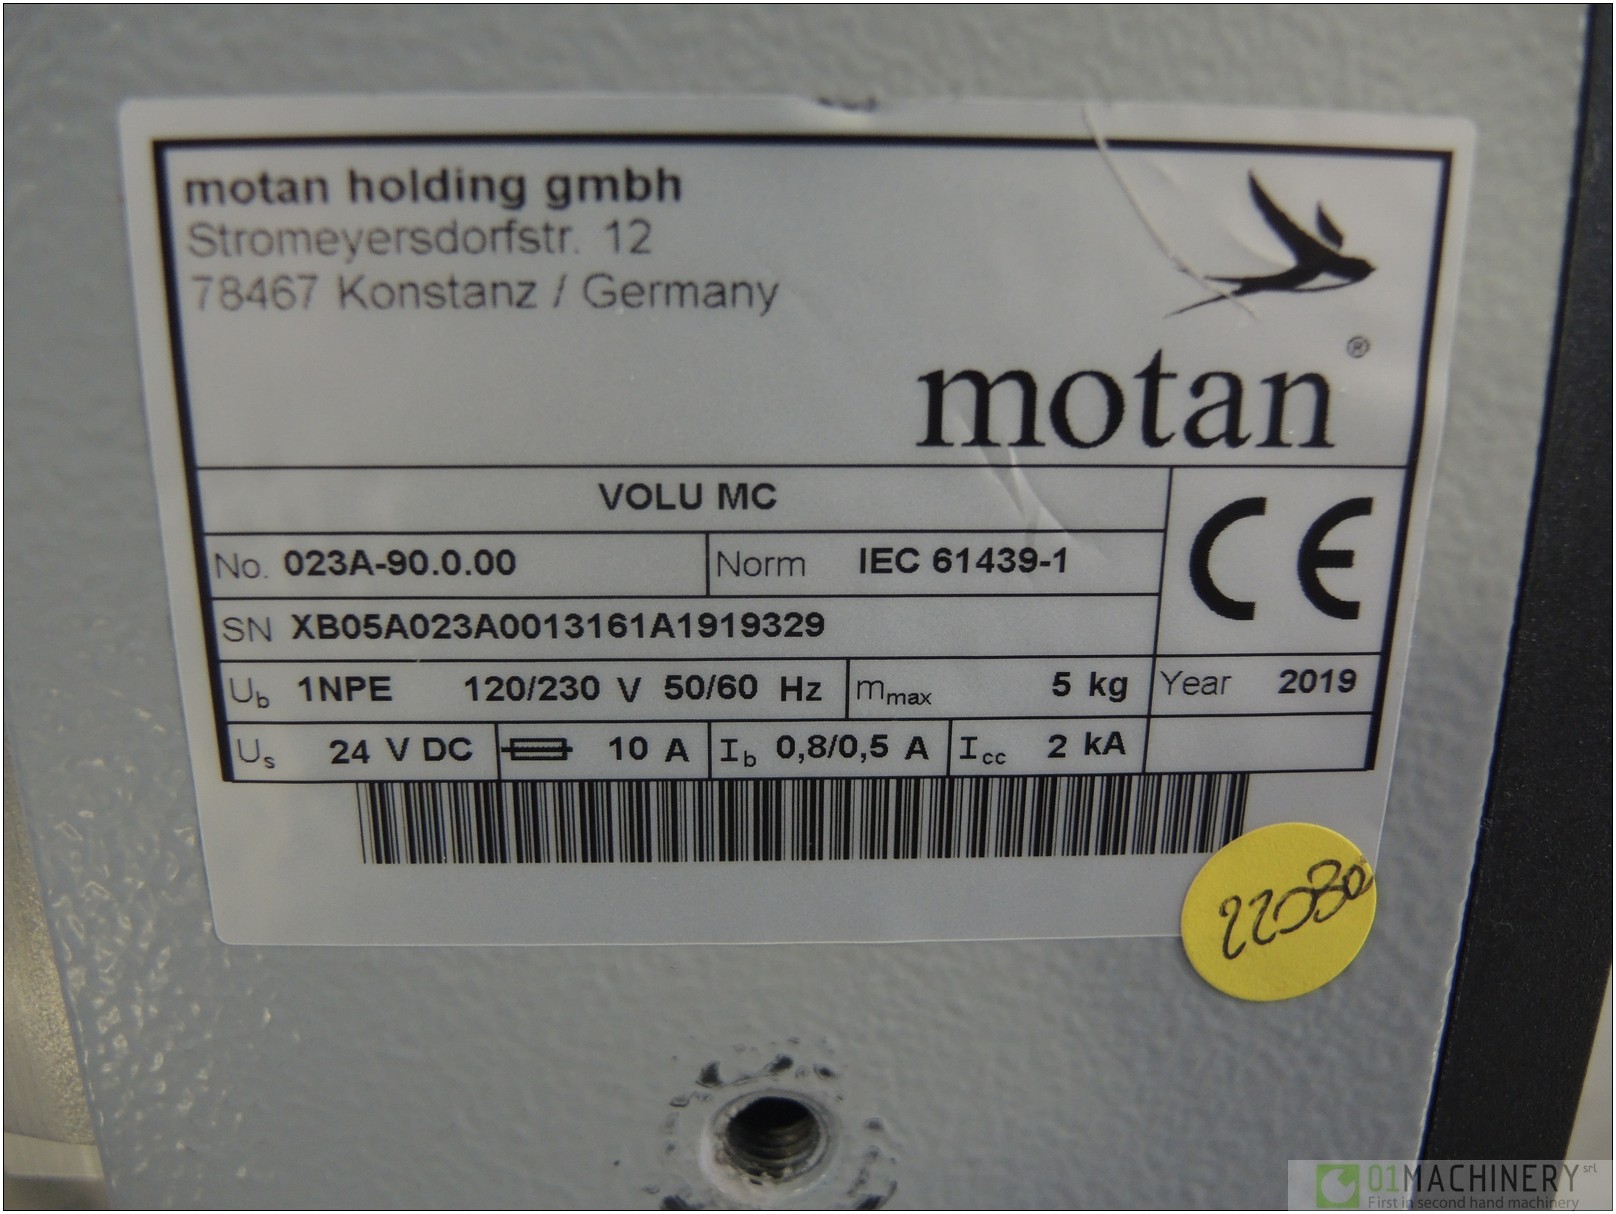 motan holding gmbh
Stromeyersdorfstr. 12
78467 Konstanz / Germany
motan®
VOLU MC
CE
No. 023A-90.0.00 Norm IEC 61439-1
SN XB05A023A0013161A1919329
Ub 1NPE 120/230 V 50/60 Hz mmax 5 kg Year 2019
Us 24 V DC 10 A Ib 0,8/0,5 A Icc 2 kA
22080
01MACHINERY srl
First in second hand machinery